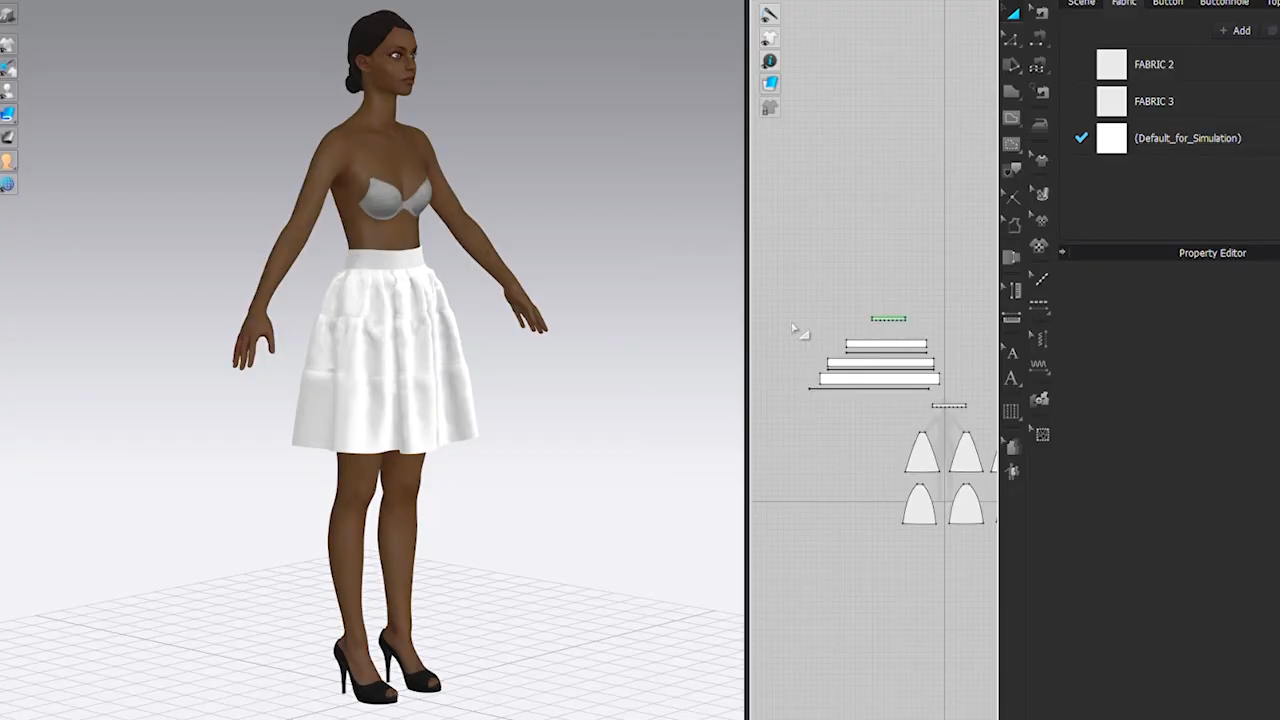 Scene Fabric Button Buttonhole
+ Add
FABRIC 2
FABRIC 3
(Default_for_Simulation)
Property Editor